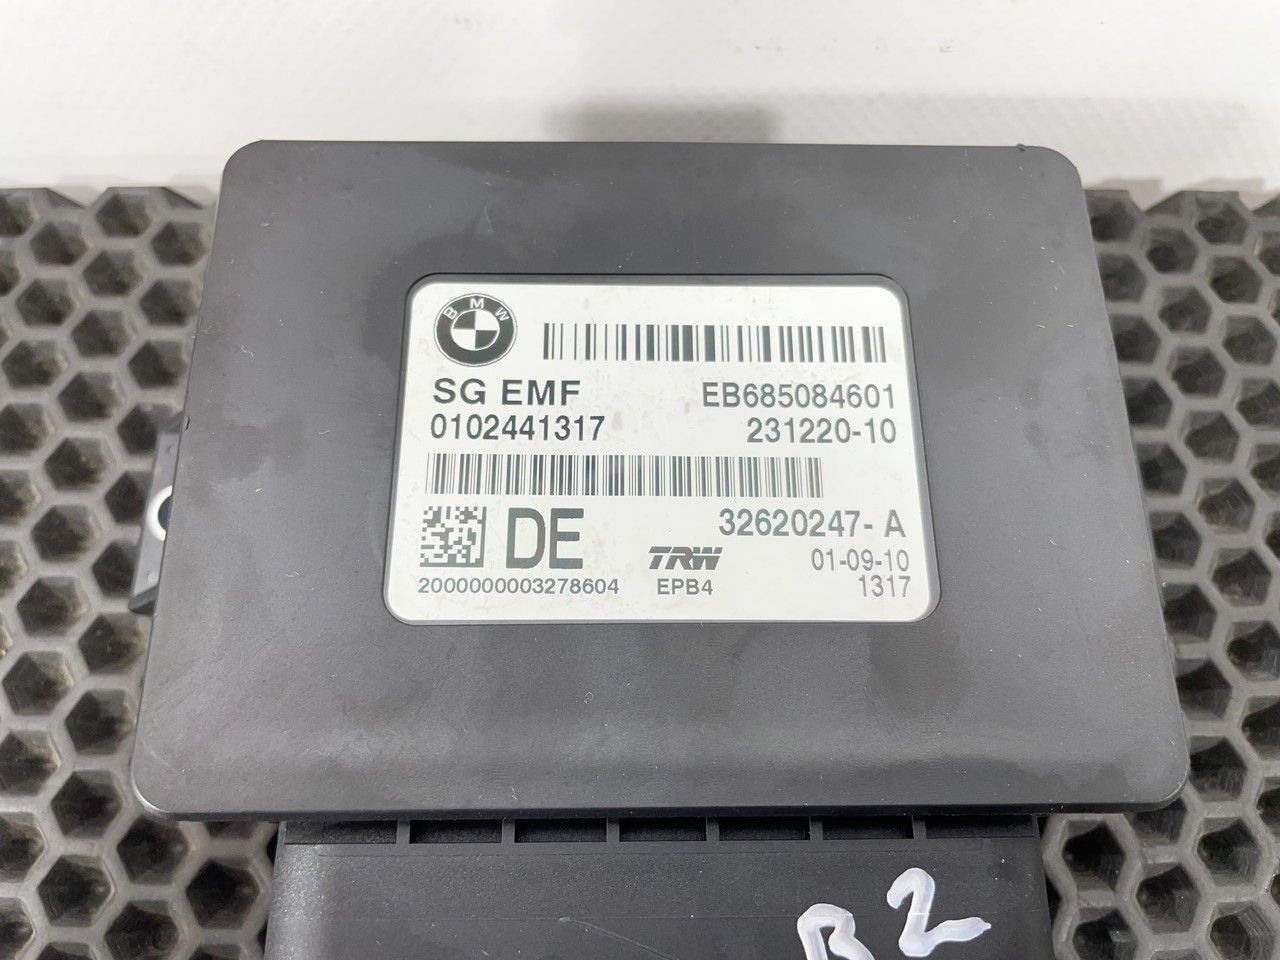 BMW
SG EMF EB685084601
0102441317 231220-10
DE 32620247- A
TRW 01-09-10
2000000003278604 EPB4 1317
B2